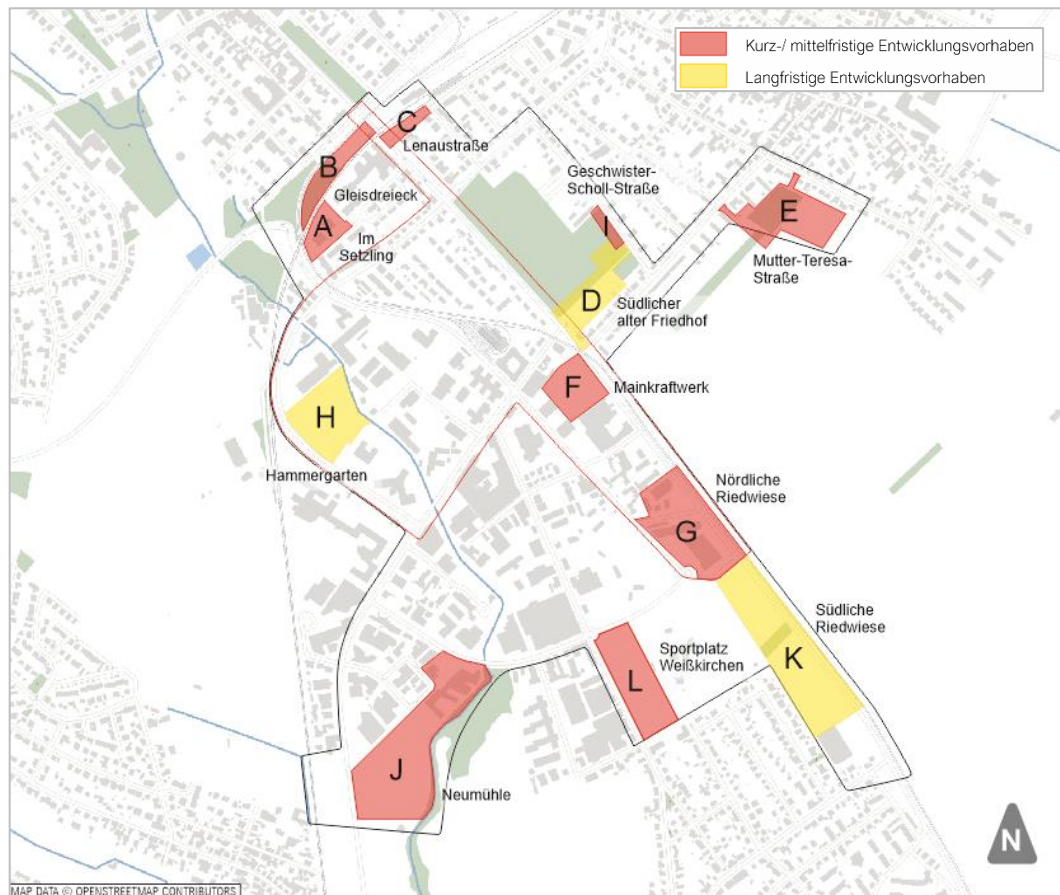 Kurz-/ mittelfristige Entwicklungsvorhaben
Langfristige Entwicklungsvorhaben
C
Lenaustraße
B
Gleisdreieck
A
Im
Setzling
Geschwister-
Scholl-Straße
I
E
Mutter-Teresa-
Straße
D
Südlicher
alter Friedhof
F
Mainkraftwerk
H
Hammergarten
Nördliche
Riedwiese
G
Südliche
Riedwiese
K
Sportplatz
Weißkirchen
L
J
Neumühle
N
MAP DATA © OPENSTREETMAP CONTRIBUTORS